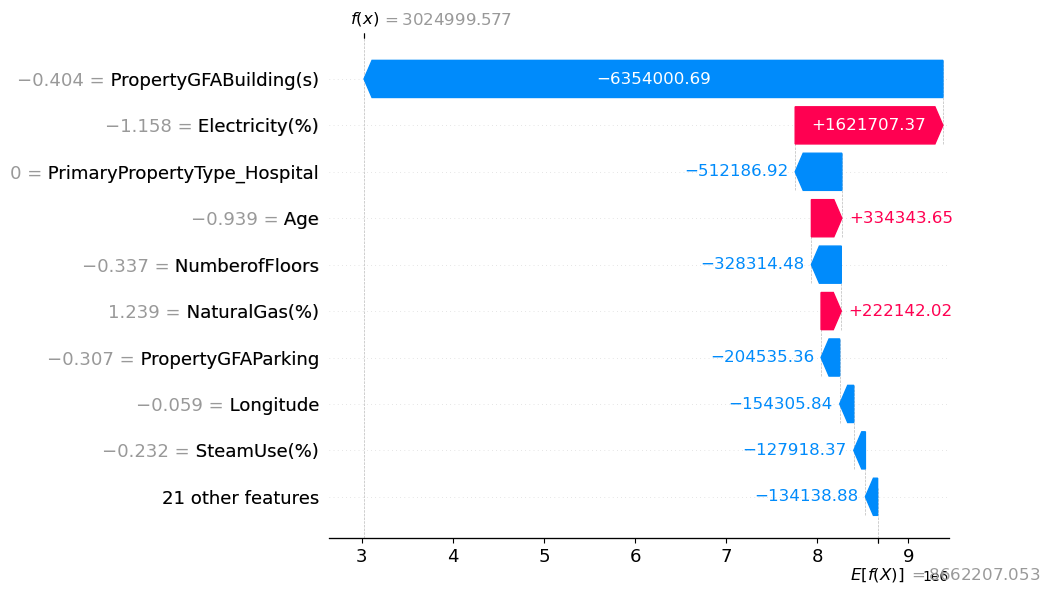 f(x) = 3024999.577
−0.404 = PropertyGFABuilding(s)
−6354000.69
−1.158 = Electricity(%)
+1621707.37
0 = PrimaryPropertyType_Hospital
−512186.92
−0.939 = Age
+334343.65
−0.337 = NumberofFloors
−328314.48
1.239 = NaturalGas(%)
+222142.02
−0.307 = PropertyGFAParking
−204535.36
−0.059 = Longitude
−154305.84
−0.232 = SteamUse(%)
−127918.37
21 other features
−134138.88
3 4 5 6 7 8 9
1e6
E[f(X)] = 8662207.053